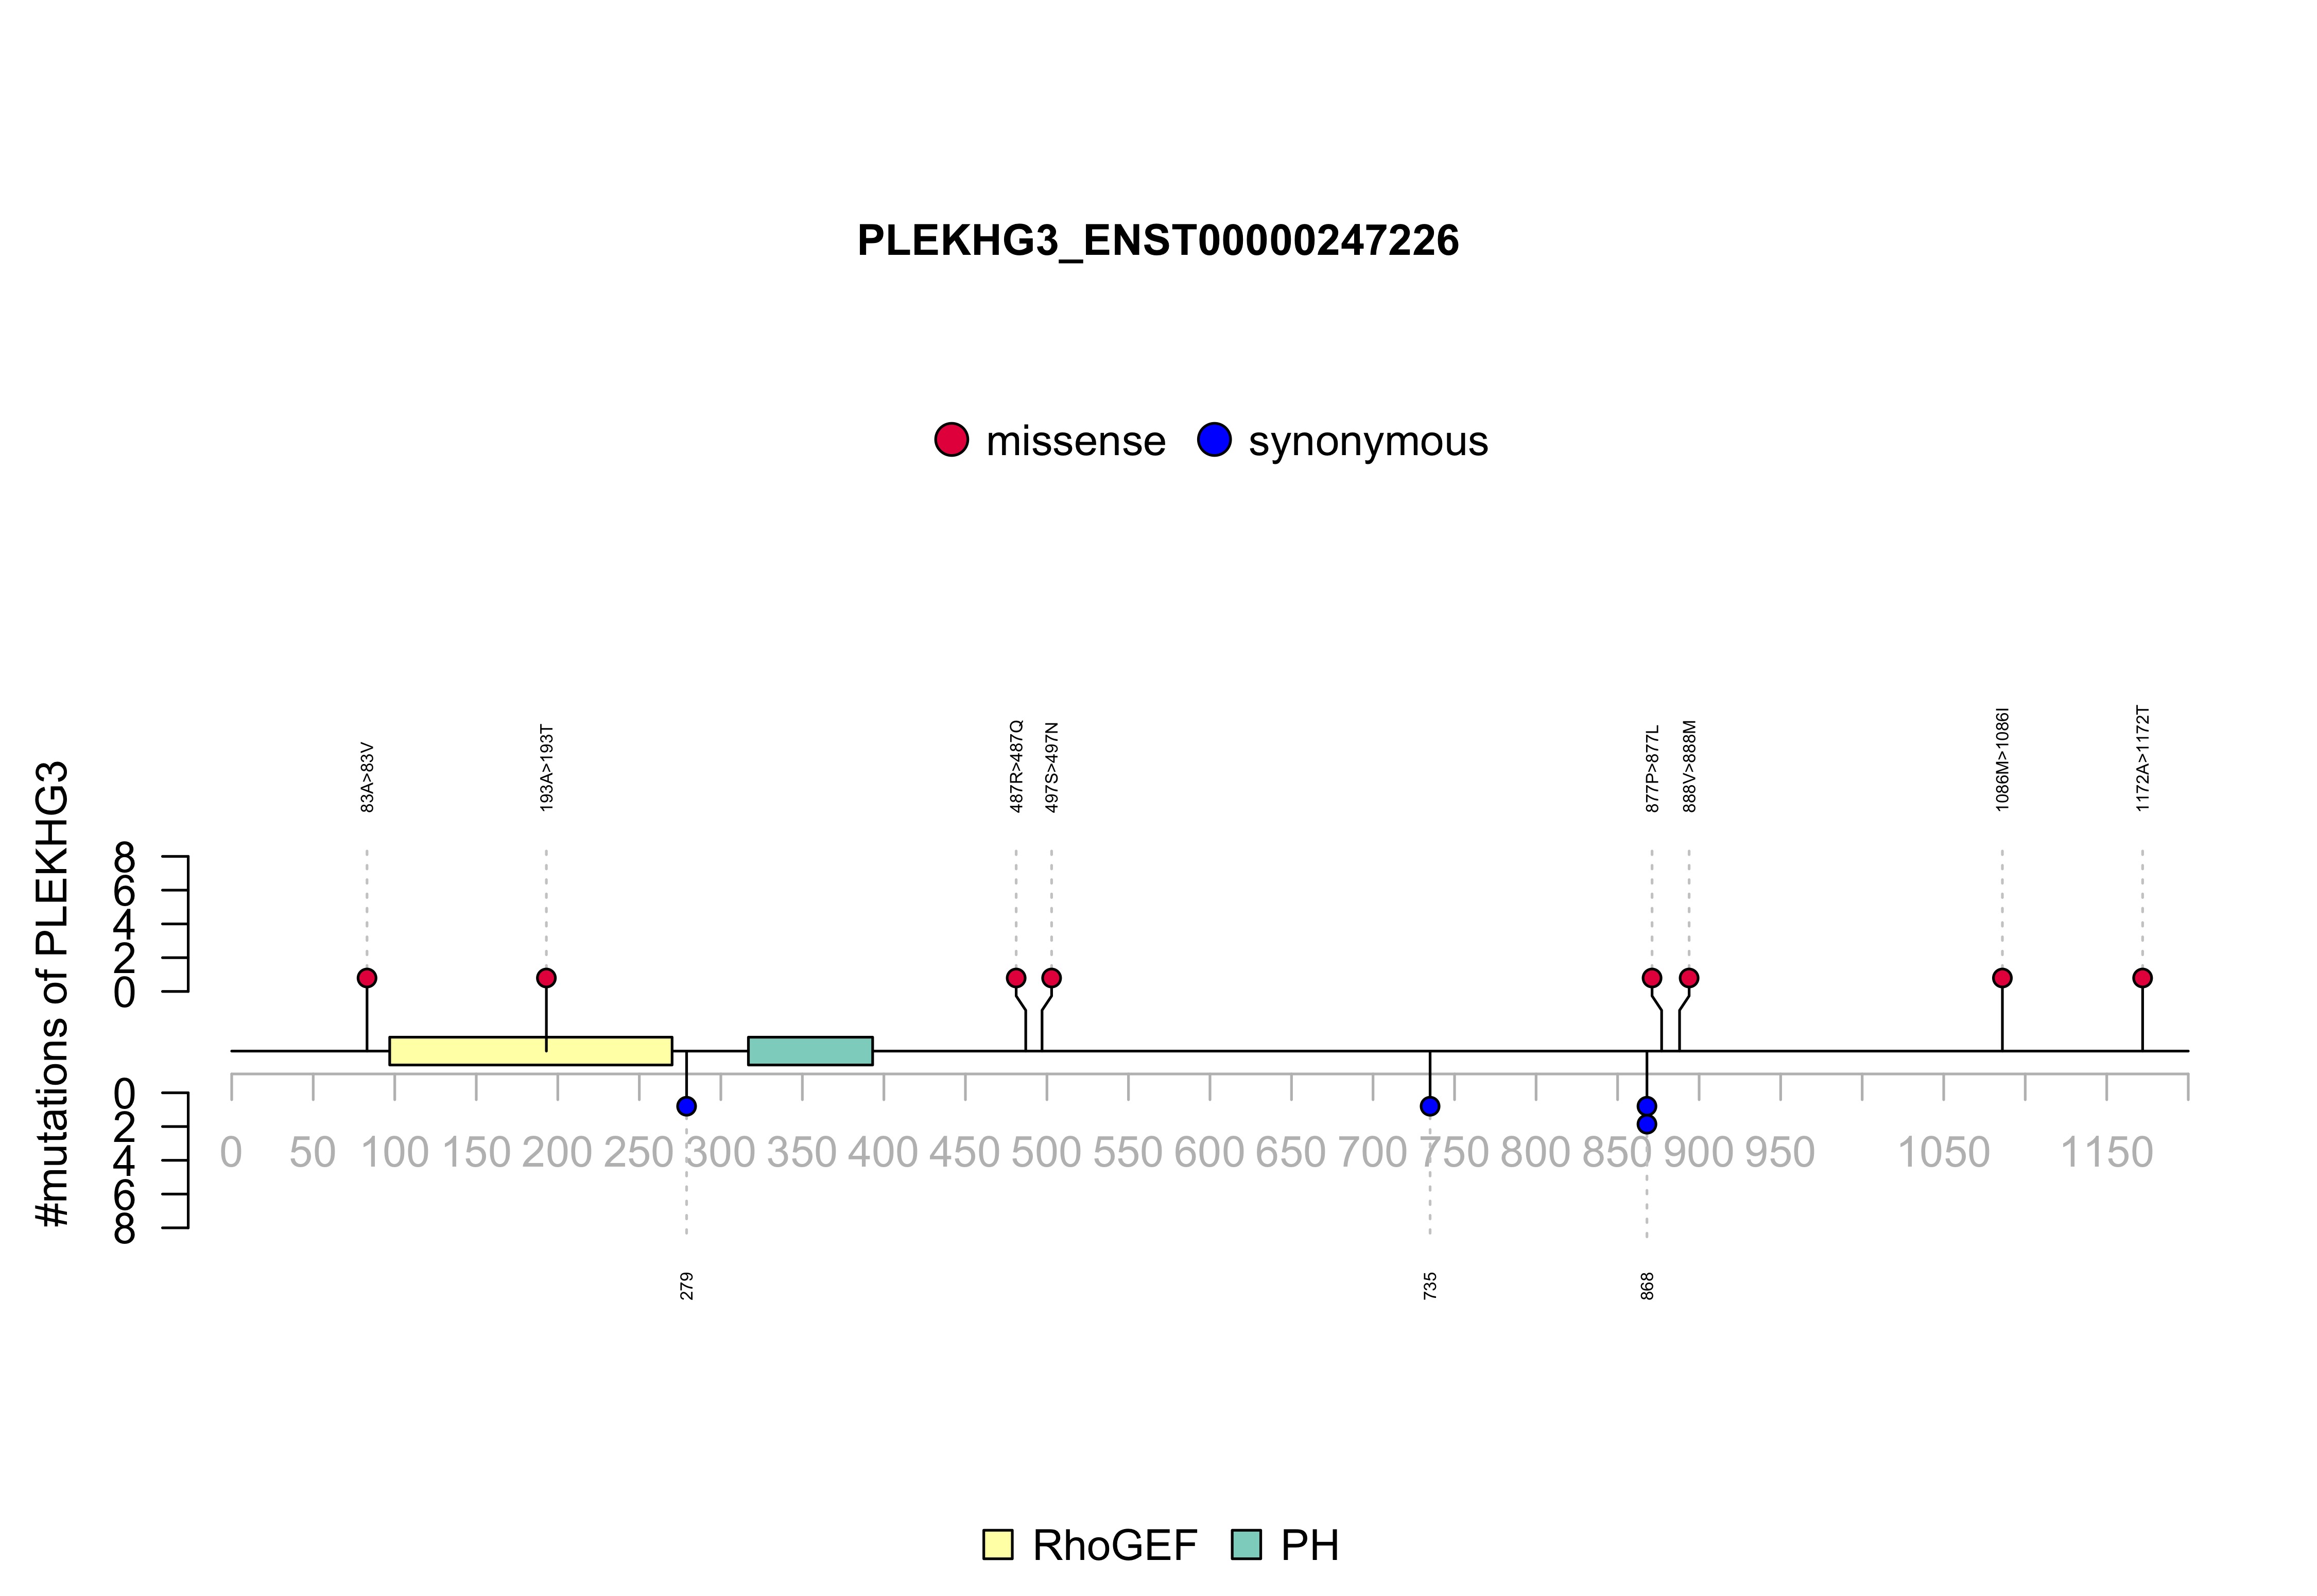 PLEKHG3_ENST00000247226
missense synonymous
83A>83V 193A>193T 487R>487Q 497S>497N 877P>877L 888V>888M 1086M>1086I 1172A>1172T
#mutations of PLEKHG3
8
6
4
2
0
0
2
4
6
8
0 50 100 150 200 250 300 350 400 450 500 550 600 650 700 750 800 850 900 950 1050 1150
279 735 868
RhoGEF PH